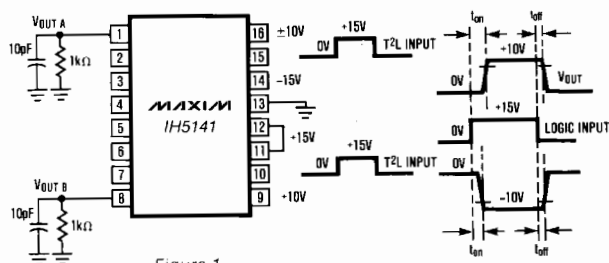 VOUT A
10pF
1kΩ
1
2
3
4
5
6
7
8
MAXIM
IH5141
16
15
14
13
12
11
10
9
±10V
-15V
+15V
+10V
VOUT B
10pF
1kΩ
Figure 1
0V
+15V
T²L INPUT
0V
+15V
T²L INPUT
ton
toff
+10V
0V
VOUT
+15V
0V
LOGIC INPUT
0V
-10V
ton
toff